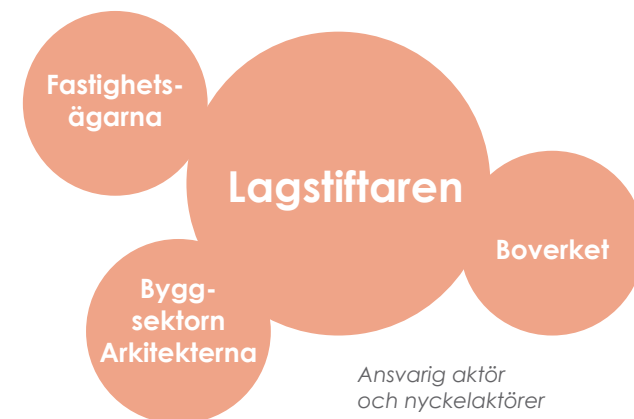 Fastighets-
ägarna
Lagstiftaren
Boverket
Bygg-
sektorn
Arkitekterna
Ansvarig aktör
och nyckelaktörer